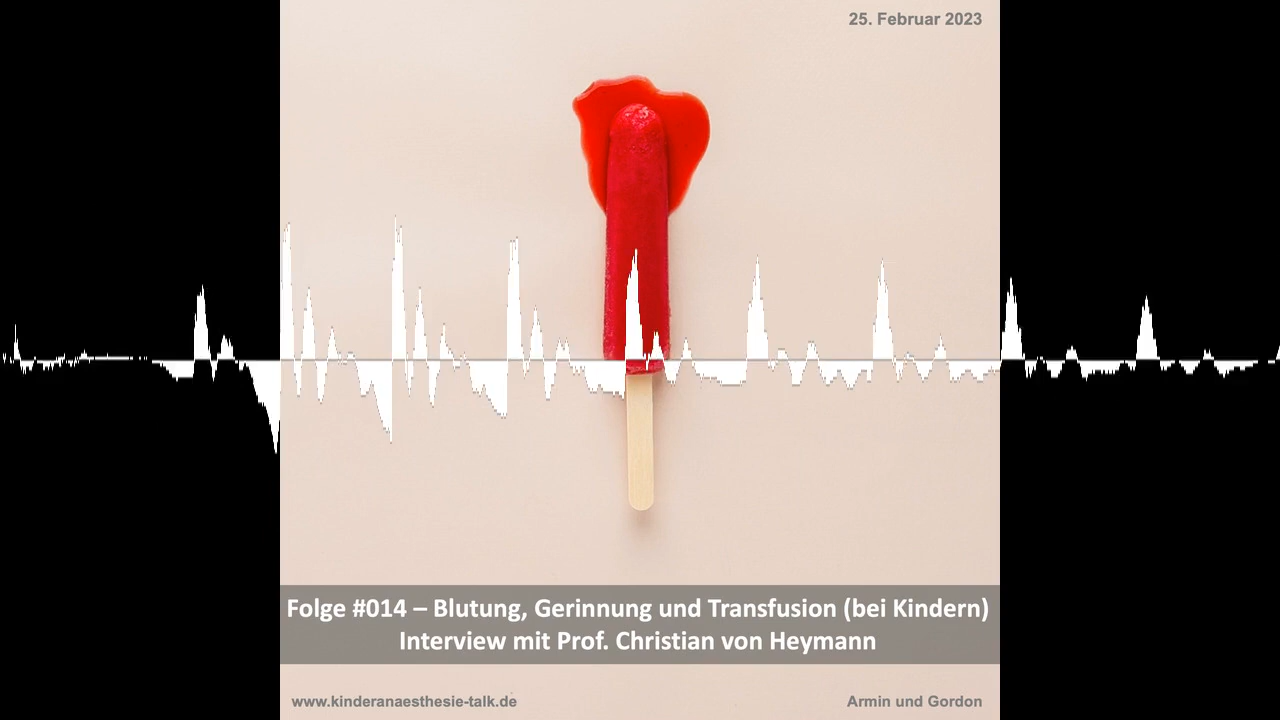 25. Februar 2023
Folge #014 – Blutung, Gerinnung und Transfusion (bei Kindern)
Interview mit Prof. Christian von Heymann
www.kinderanaesthesie-talk.de
Armin und Gordon